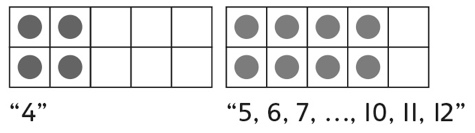 “4” “5, 6, 7, ..., 10, 11, 12”